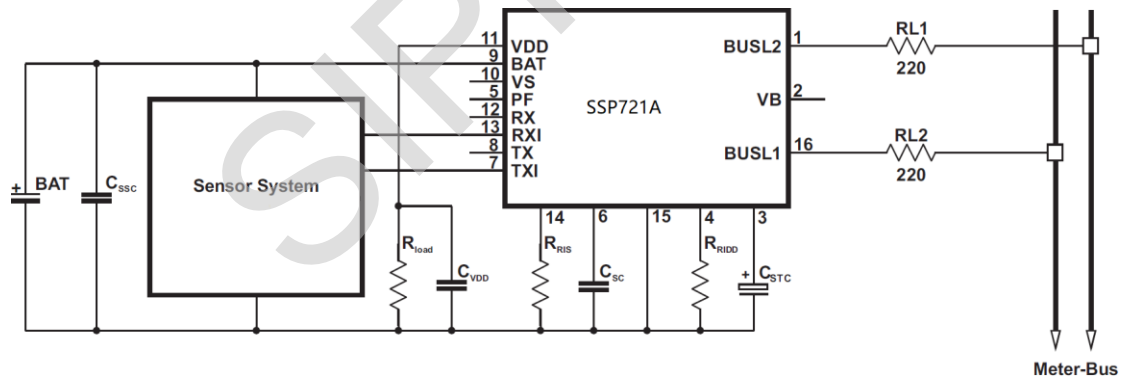 11 VDD
9 BAT
10 VS
5 PF
12 RX
13 RXI
8 TX
7 TXI
SSP721A
BUSL2 1
VB 2
BUSL1 16
RL1
220
RL2
220
+ BAT
CSSC
Sensor System
Rload
CVDD
14
6
15
4
3
RRIS
CSC
RRIDD
+ CSTC
Meter-Bus
SIPI